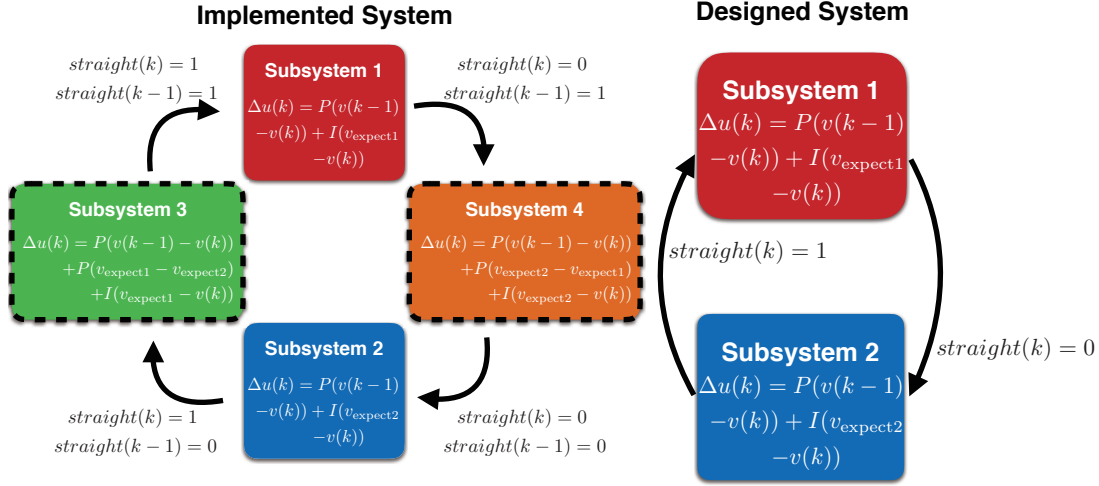 Implemented System
straight(k) = 1
straight(k−1) = 1
Subsystem 1
Δu(k) = P(v(k−1)
−v(k)) + I(v_expect1
−v(k))
straight(k) = 0
straight(k−1) = 1
Subsystem 3
Δu(k) = P(v(k−1) − v(k))
+P(v_expect1 − v_expect2)
+I(v_expect1 − v(k))
Subsystem 4
Δu(k) = P(v(k−1) − v(k))
+P(v_expect2 − v_expect1)
+I(v_expect2 − v(k))
straight(k) = 1
straight(k−1) = 0
Subsystem 2
Δu(k) = P(v(k−1)
−v(k)) + I(v_expect2
−v(k))
straight(k) = 0
straight(k−1) = 0
Designed System
Subsystem 1
Δu(k) = P(v(k−1)
−v(k)) + I(v_expect1
−v(k))
straight(k) = 1
straight(k) = 0
Subsystem 2
Δu(k) = P(v(k−1)
−v(k)) + I(v_expect2
−v(k))